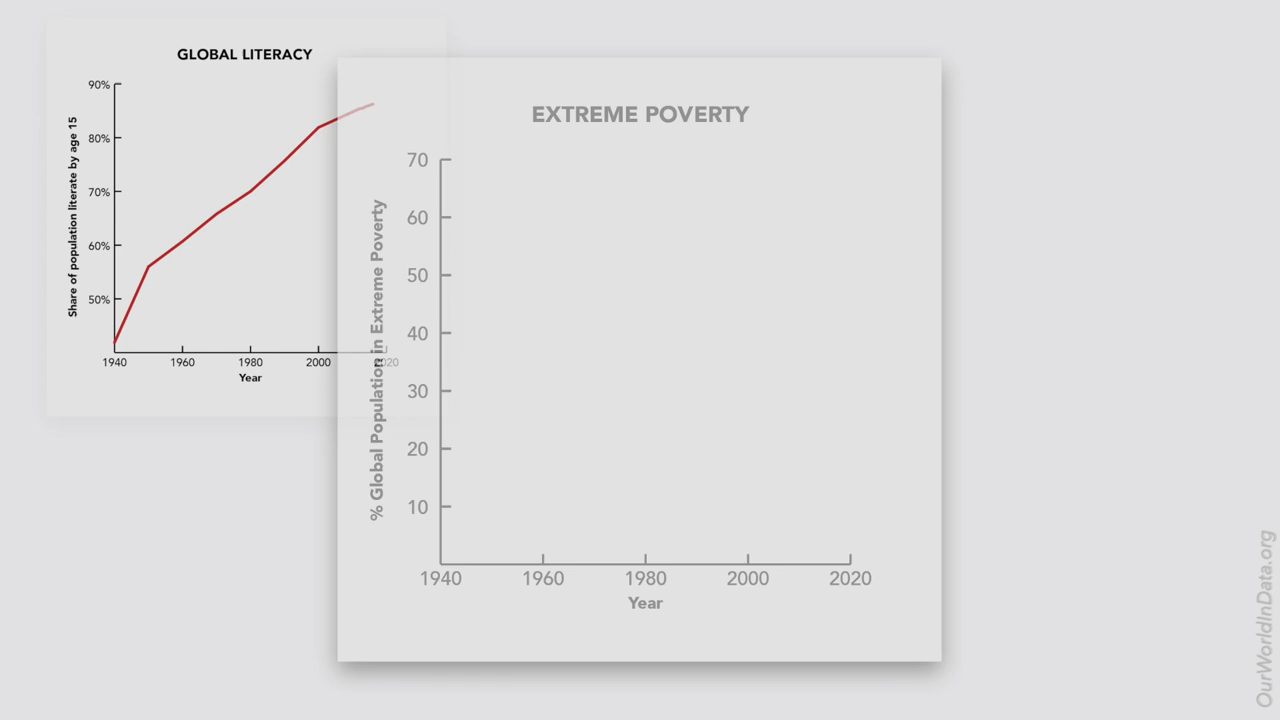 GLOBAL LITERACY
Share of population literate by age 15
90%
80%
70%
60%
50%
1940 1960 1980 2000 2020
Year
EXTREME POVERTY
% Global Population in Extreme Poverty
70
60
50
40
30
20
10
1940 1960 1980 2000 2020
Year
OurWorldInData.org